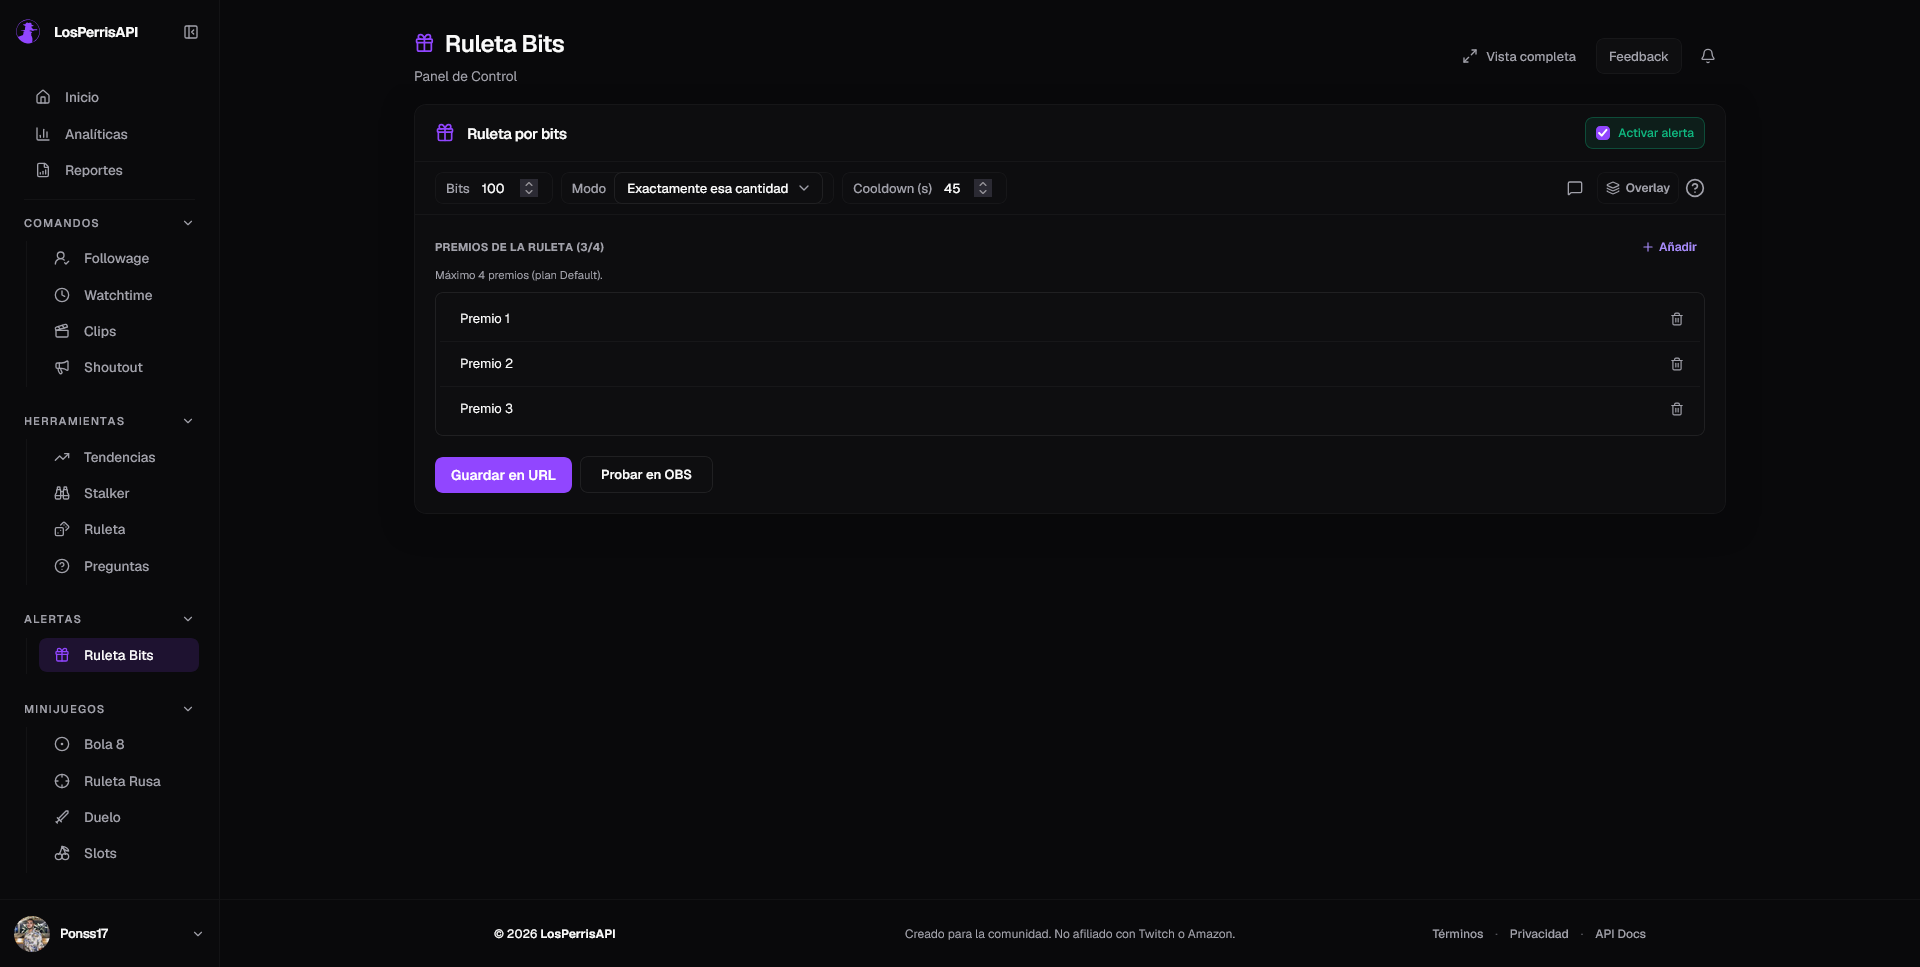 LosPerrisAPI
Inicio
Analíticas
Reportes
COMANDOS
Followage
Watchtime
Clips
Shoutout
HERRAMIENTAS
Tendencias
Stalker
Ruleta
Preguntas
ALERTAS
Ruleta Bits
MINIJUEGOS
Bola 8
Ruleta Rusa
Duelo
Slots
Ponss17
Ruleta Bits
Panel de Control
Vista completa
Feedback
Ruleta por bits
Activar alerta
Bits 100 Modo Exactamente esa cantidad Cooldown (s) 45 Overlay
PREMIOS DE LA RULETA (3/4)
Añadir
Máximo 4 premios (plan Default).
Premio 1
Premio 2
Premio 3
Guardar en URL Probar en OBS
© 2026 LosPerrisAPI
Creado para la comunidad. No afiliado con Twitch o Amazon.
Términos · Privacidad · API Docs